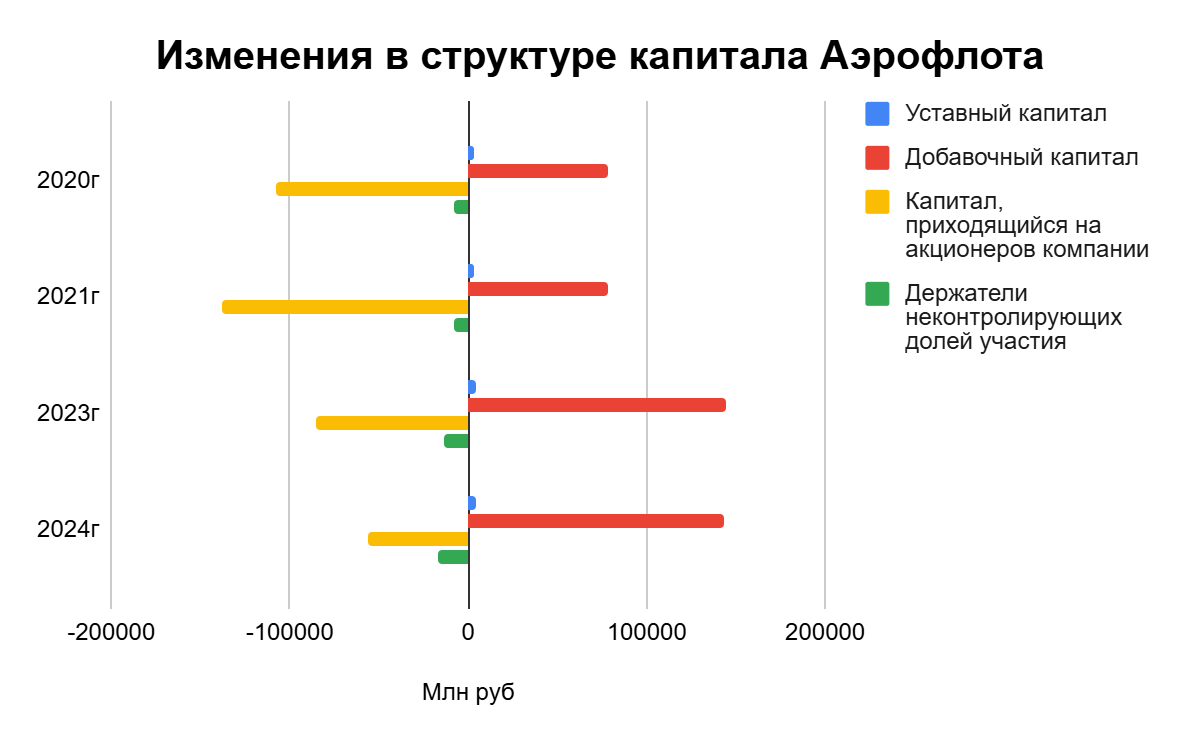 Изменения в структуре капитала Аэрофлота
Уставный капитал
Добавочный капитал
Капитал,
приходящийся на
акционеров компании
Держатели
неконтролирующих
долей участия
2020г
2021г
2023г
2024г
-200000
-100000
0
100000
200000
Млн руб